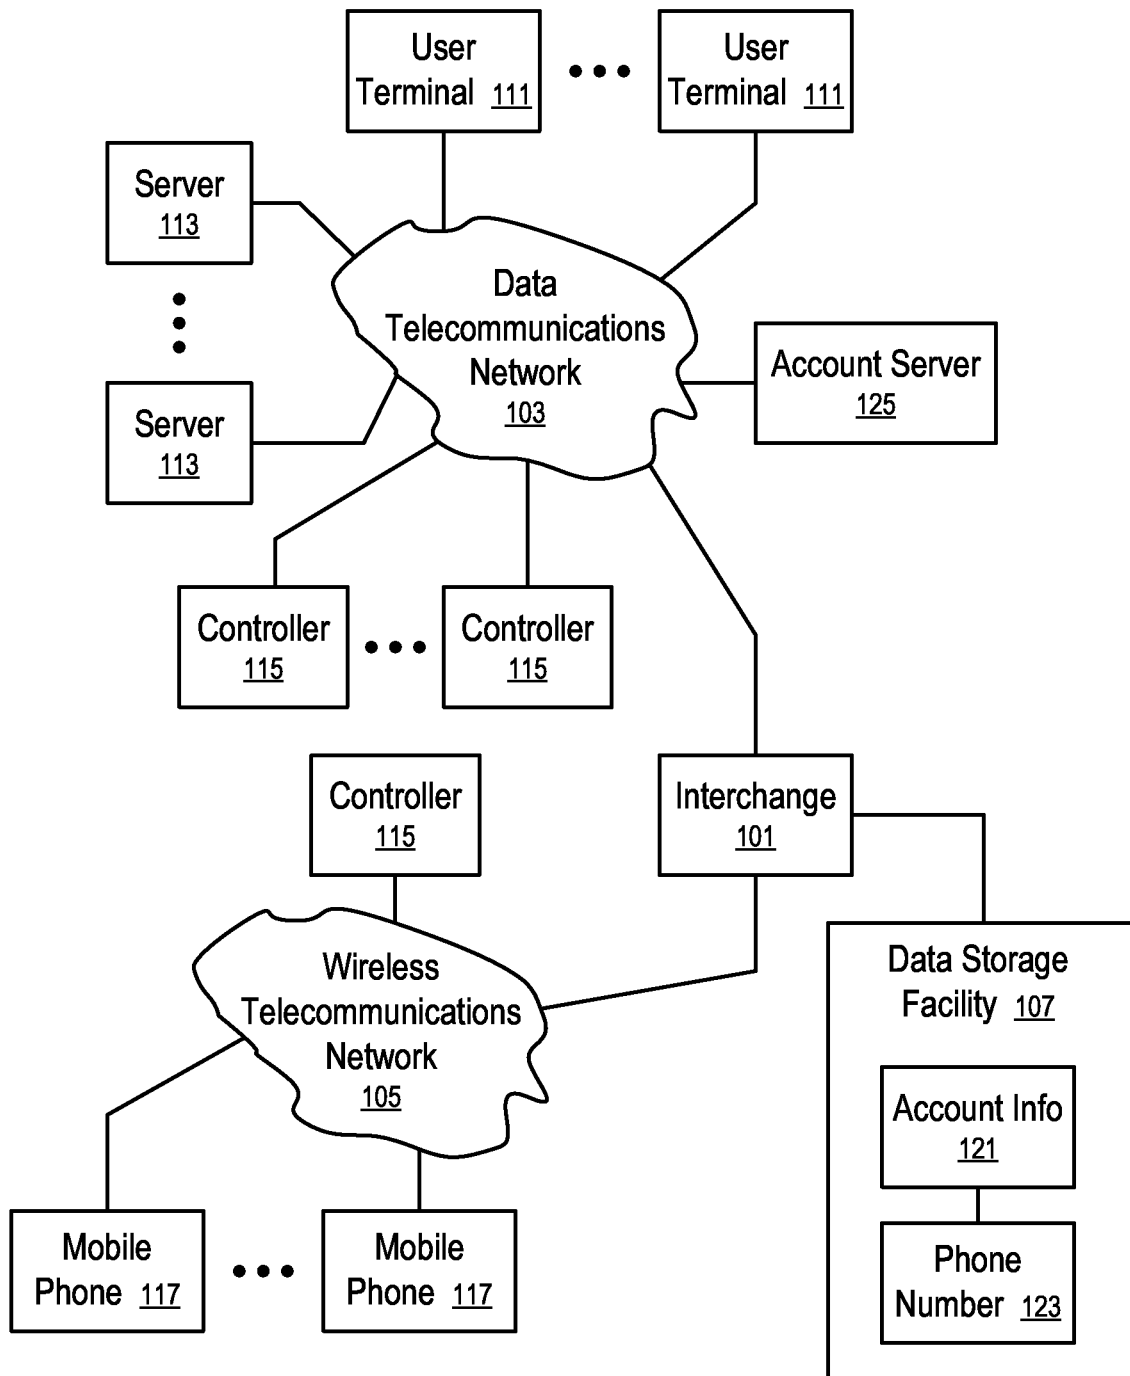 User
Terminal 111
User
Terminal 111
Server
113
Data
Telecommunications
Network
103
Account Server
125
Server
113
Controller
115
Controller
115
Controller
115
Interchange
101
Wireless
Telecommunications
Network
105
Data Storage
Facility 107
Account Info
121
Mobile
Phone 117
Mobile
Phone 117
Phone
Number 123